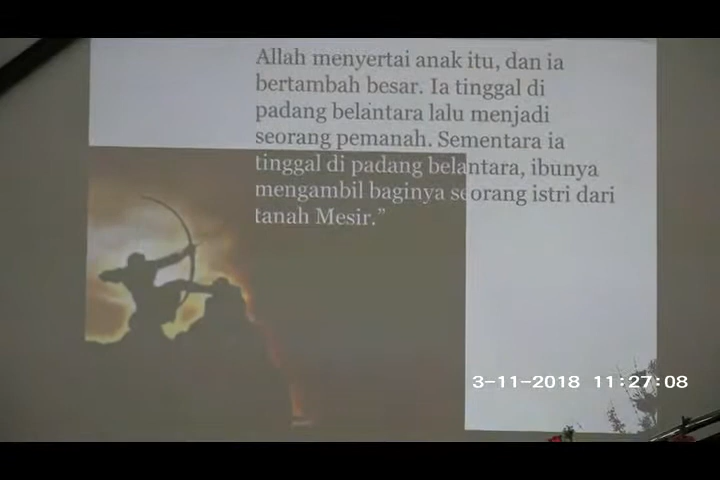 Allah menyertai anak itu, dan ia
bertambah besar. Ia tinggal di
padang belantara lalu menjadi
seorang pemanah. Sementara ia
tinggal di padang belantara, ibunya
mengambil baginya seorang istri dari
tanah Mesir.”
3-11-2018 11:27:08